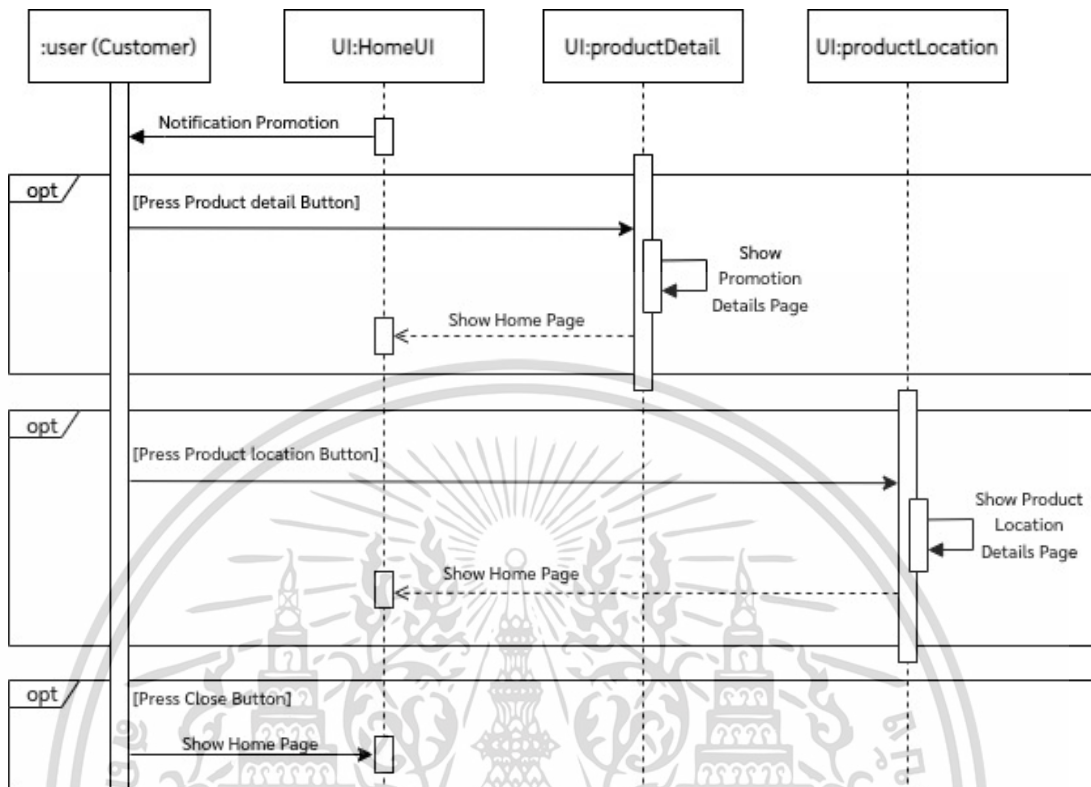 :user (Customer)
UI:HomeUI
UI:productDetail
UI:productLocation
Notification Promotion
opt
[Press Product detail Button]
Show
Promotion
Details Page
Show Home Page
opt
[Press Product location Button]
Show Product
Location
Details Page
Show Home Page
opt
[Press Close Button]
Show Home Page